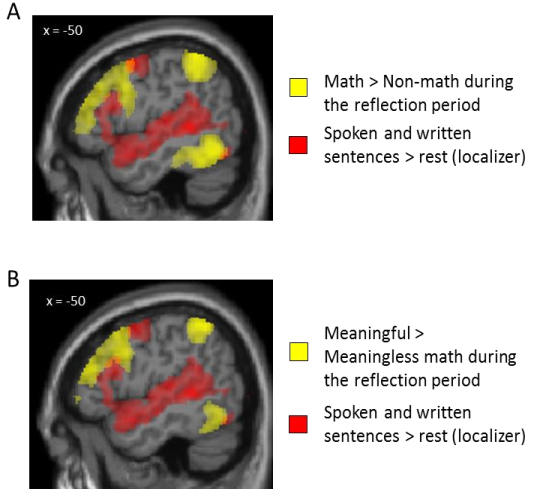 A
x = -50
Math > Non-math during
the reflection period
Spoken and written
sentences > rest (localizer)
B
x = -50
Meaningful >
Meaningless math during
the reflection period
Spoken and written
sentences > rest (localizer)